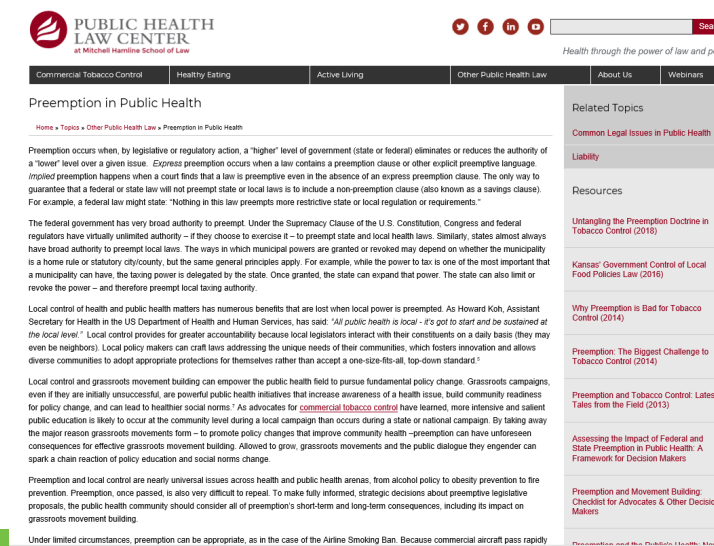 PUBLIC HEALTH
LAW CENTER
at Mitchell Hamline School of Law
Sea
Health through the power of law and po
Commercial Tobacco Control
Healthy Eating
Active Living
Other Public Health Law
About Us
Webinars
Preemption in Public Health
Home » Topics » Other Public Health Law » Preemption in Public Health
Preemption occurs when, by legislative or regulatory action, a "higher" level of government (state or federal) eliminates or reduces the authority of
a "lower" level over a given issue. Express preemption occurs when a law contains a preemption clause or other explicit preemptive language.
Implied preemption happens when a court finds that a law is preemptive even in the absence of an express preemption clause. The only way to
guarantee that a federal or state law will not preempt state or local laws is to include a non-preemption clause (also known as a savings clause).
For example, a federal law might state: "Nothing in this law preempts more restrictive state or local regulation or requirements."
The federal government has very broad authority to preempt. Under the Supremacy Clause of the U.S. Constitution, Congress and federal
regulators have virtually unlimited authority – if they choose to exercise it – to preempt state and local health laws. Similarly, states almost always
have broad authority to preempt local laws. The ways in which municipal powers are granted or revoked may depend on whether the municipality
is a home rule or statutory city/county, but the same general principles apply. For example, while the power to tax is one of the most important that
a municipality can have, the taxing power is delegated by the state. Once granted, the state can expand that power. The state can also limit or
revoke the power – and therefore preempt local taxing authority.
Local control of health and public health matters has numerous benefits that are lost when local power is preempted. As Howard Koh, Assistant
Secretary for Health in the US Department of Health and Human Services, has said: "All public health is local - it's got to start and be sustained at
the local level." Local control provides for greater accountability because local legislators interact with their constituents on a daily basis (they may
even be neighbors). Local policy makers can craft laws addressing the unique needs of their communities, which fosters innovation and allows
diverse communities to adopt appropriate protections for themselves rather than accept a one-size-fits-all, top-down standard.⁵
Local control and grassroots movement building can empower the public health field to pursue fundamental policy change. Grassroots campaigns,
even if they are initially unsuccessful, are powerful public health initiatives that increase awareness of a health issue, build community readiness
for policy change, and can lead to healthier social norms.⁷ As advocates for commercial tobacco control have learned, more intensive and salient
public education is likely to occur at the community level during a local campaign than occurs during a state or national campaign. By taking away
the major reason grassroots movements form – to promote policy changes that improve community health –preemption can have unforeseen
consequences for effective grassroots movement building. Allowed to grow, grassroots movements and the public dialogue they engender can
spark a chain reaction of policy education and social norms change.
Preemption and local control are nearly universal issues across health and public health arenas, from alcohol policy to obesity prevention to fire
prevention. Preemption, once passed, is also very difficult to repeal. To make fully informed, strategic decisions about preemptive legislative
proposals, the public health community should consider all of preemption's short-term and long-term consequences, including its impact on
grassroots movement building.
Under limited circumstances, preemption can be appropriate, as in the case of the Airline Smoking Ban. Because commercial aircraft pass rapidly
Related Topics
Common Legal Issues in Public Health
Liability
Resources
Untangling the Preemption Doctrine in
Tobacco Control (2018)
Kansas' Government Control of Local
Food Policies Law (2016)
Why Preemption is Bad for Tobacco
Control (2014)
Preemption: The Biggest Challenge to
Tobacco Control (2014)
Preemption and Tobacco Control: Lates
Tales from the Field (2013)
Assessing the Impact of Federal and
State Preemption in Public Health: A
Framework for Decision Makers
Preemption and Movement Building:
Checklist for Advocates & Other Decisio
Makers
Preemption and the Public's Health: Ne